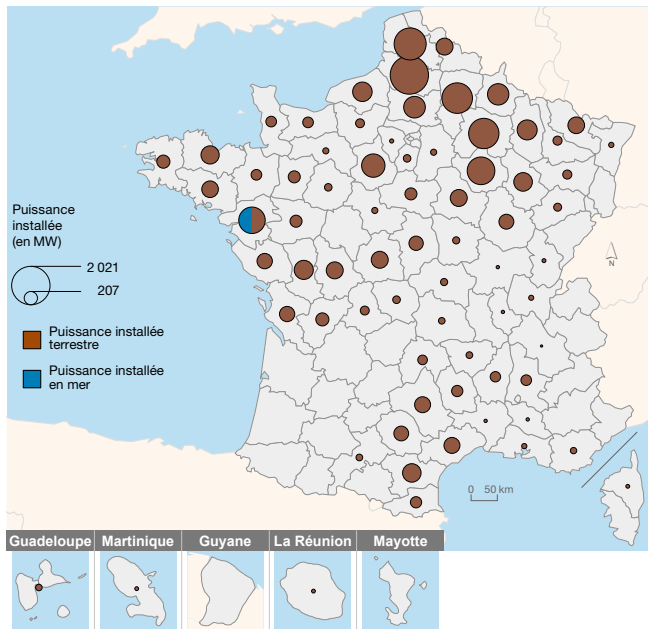 Puissance
installée
(en MW)
2 021
207
Puissance installée
terrestre
Puissance installée
en mer
N
0 50 km
Guadeloupe Martinique Guyane La Réunion Mayotte